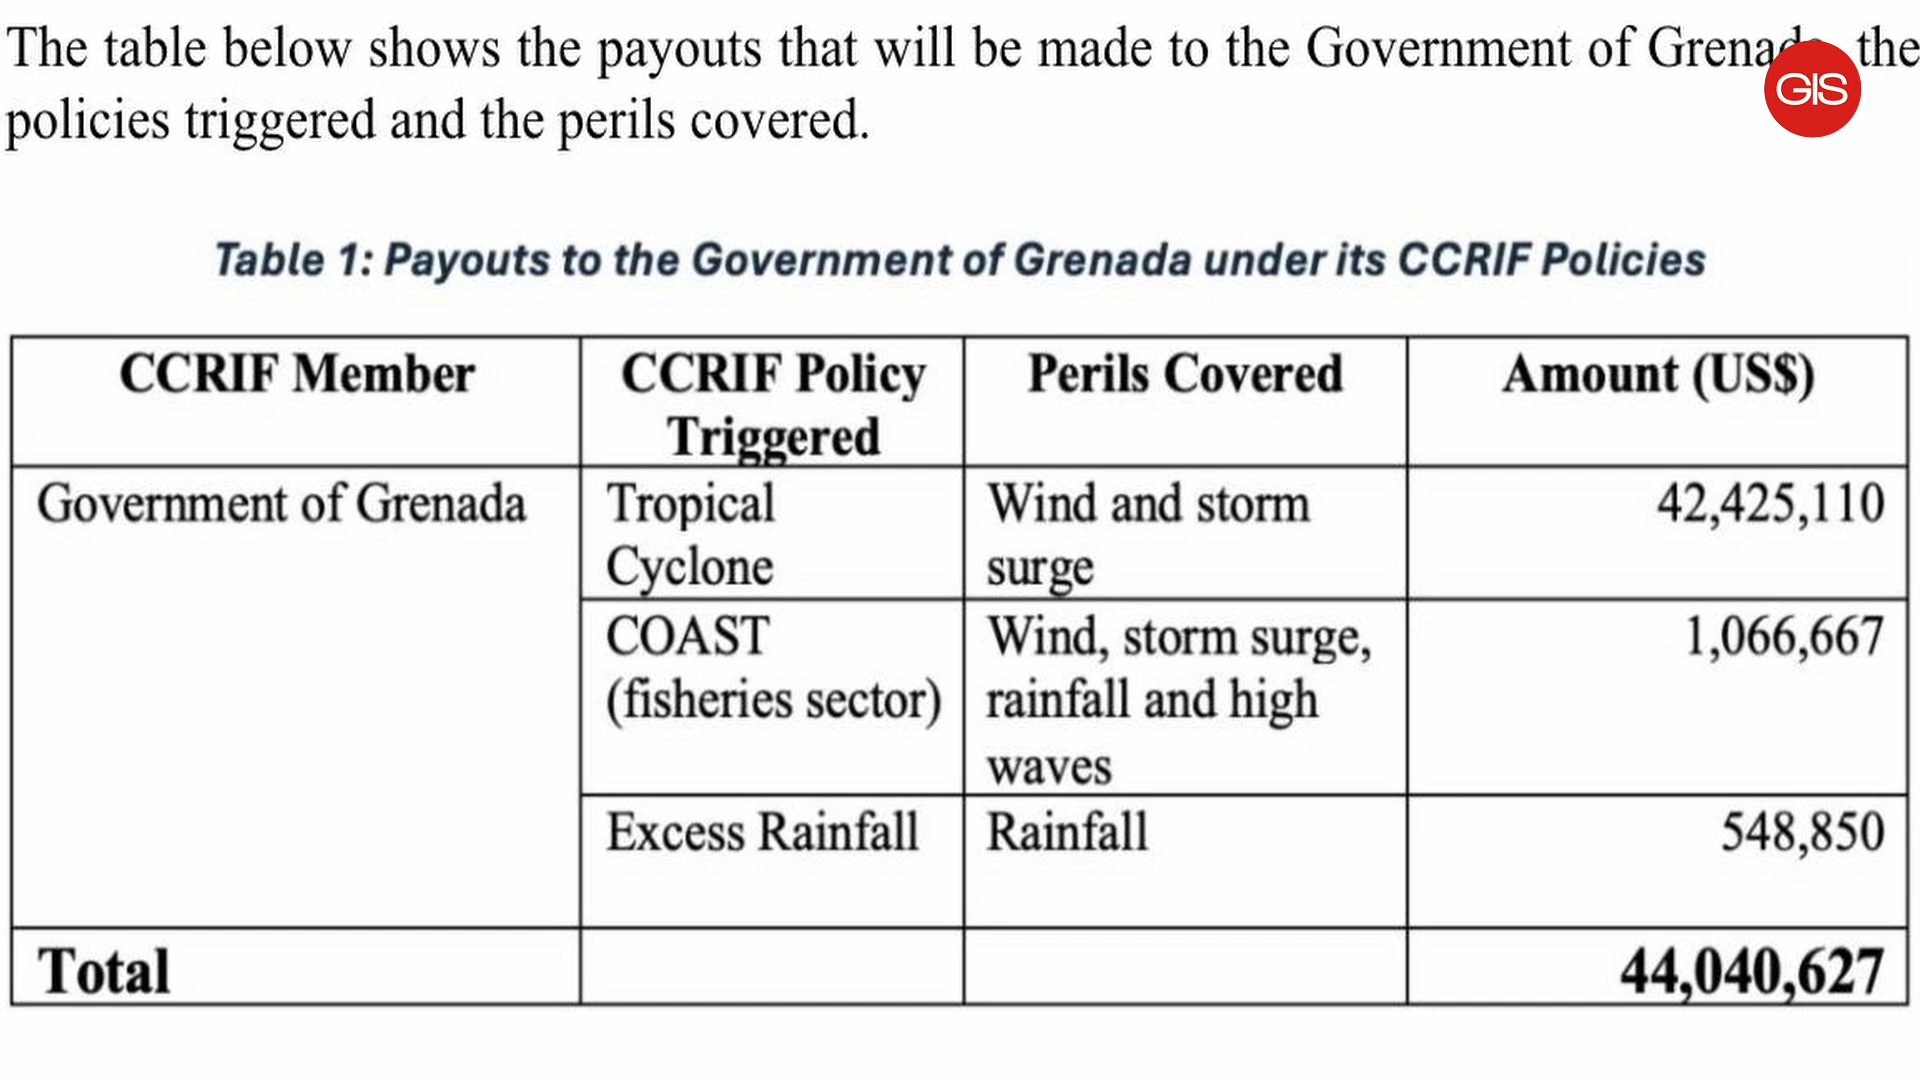 The table below shows the payouts that will be made to the Government of the
policies triggered and the perils covered.
GIS
Table 1: Payouts to the Government of Grenada under its CCRIF Policies
CCRIF Member
CCRIF Policy
Triggered
Perils Covered
Amount (US$)
Government of Grenada
Tropical
Cyclone
Wind and storm
surge
42,425,110
COAST
(fisheries sector)
Wind, storm surge,
rainfall and high
waves
1,066,667
Excess Rainfall
Rainfall
548,850
Total
44,040,627